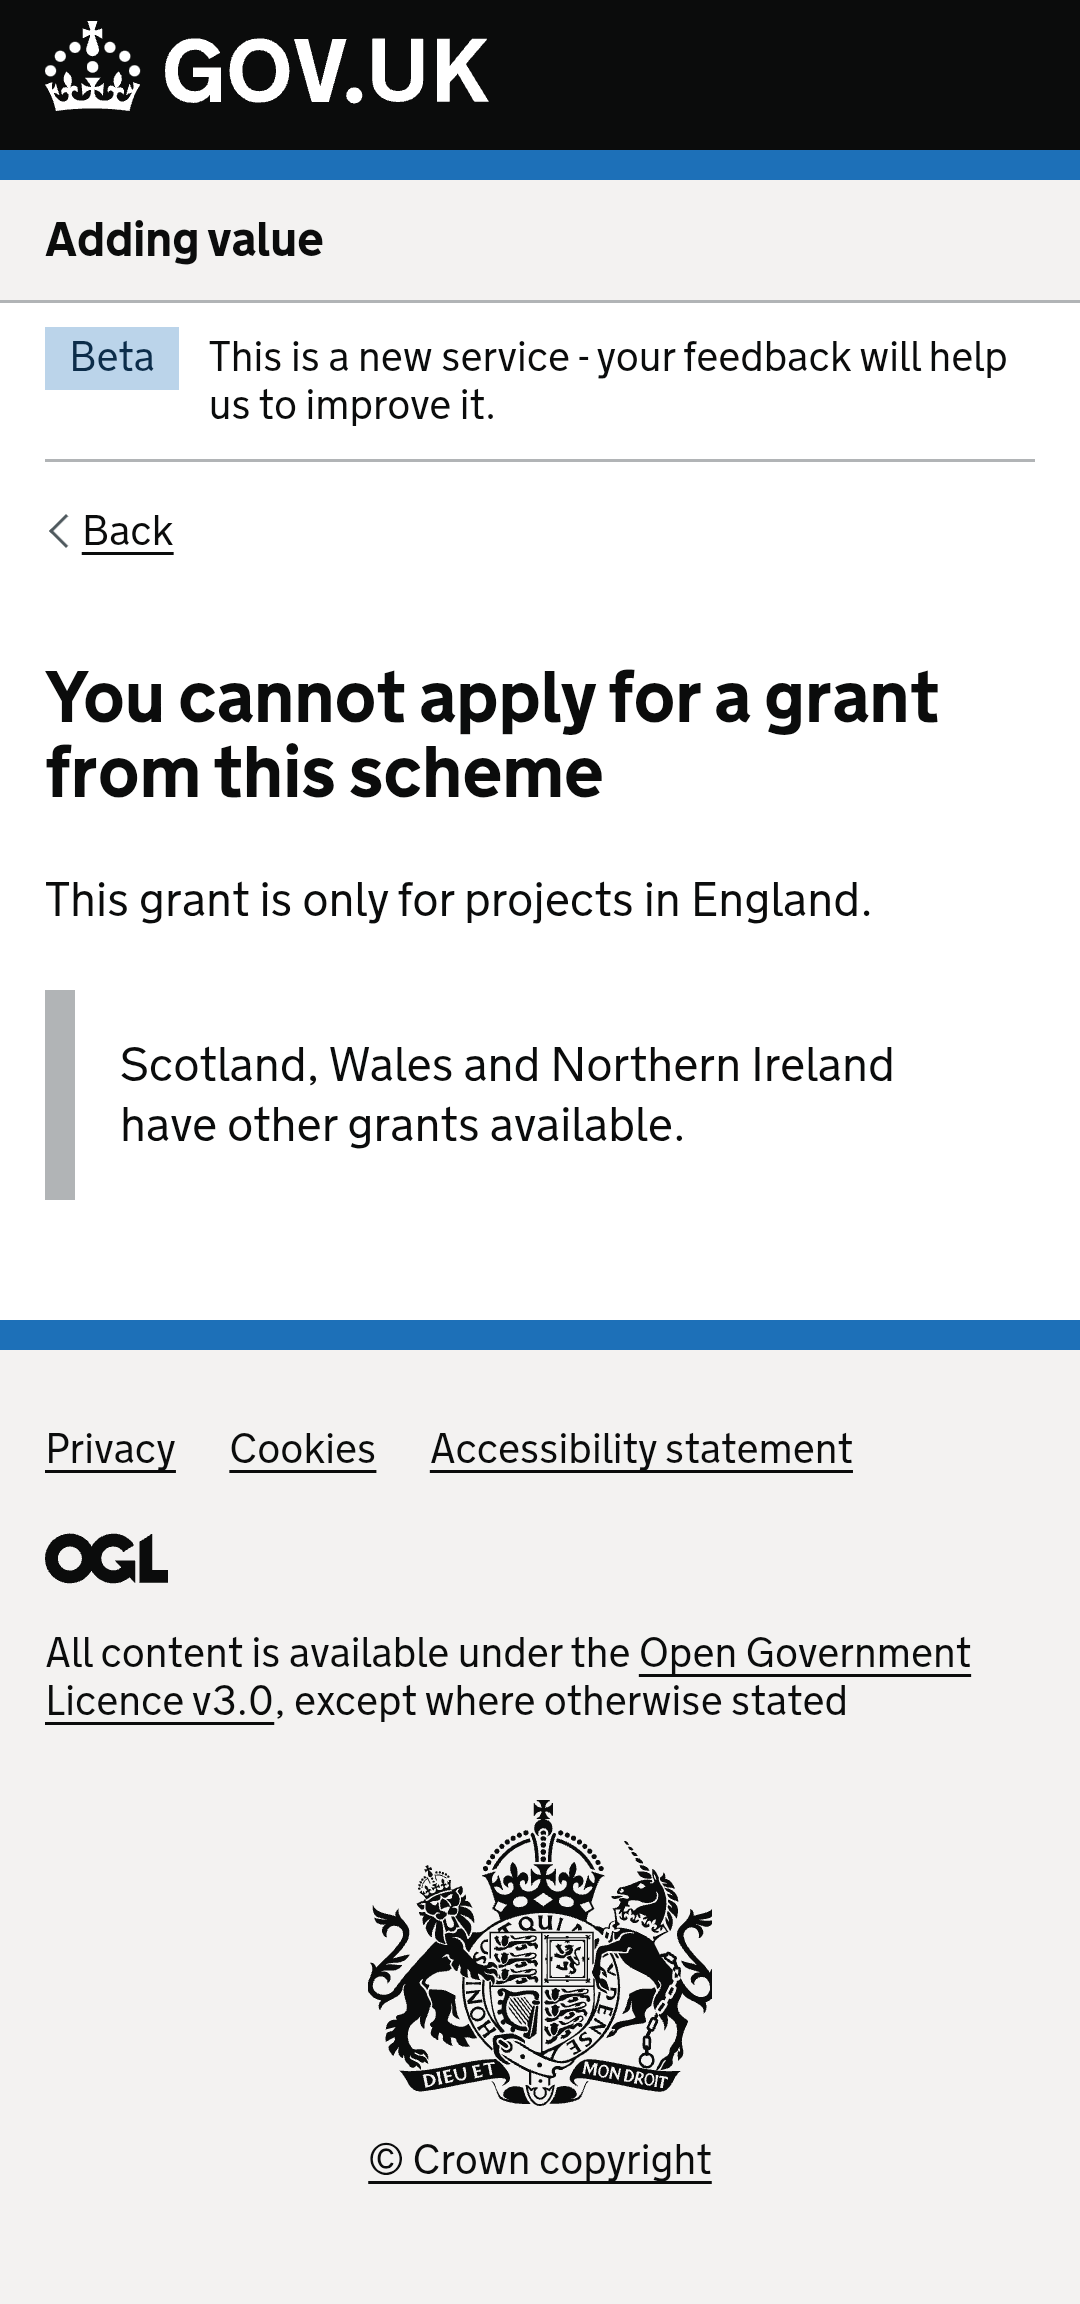 GOV.UK
Adding value
Beta
This is a new service - your feedback will help
us to improve it.
Back
You cannot apply for a grant
from this scheme
This grant is only for projects in England.
Scotland, Wales and Northern Ireland
have other grants available.
Privacy Cookies Accessibility statement
OGL
All content is available under the Open Government
Licence v3.0, except where otherwise stated
DIEU ET MON DROIT
© Crown copyright